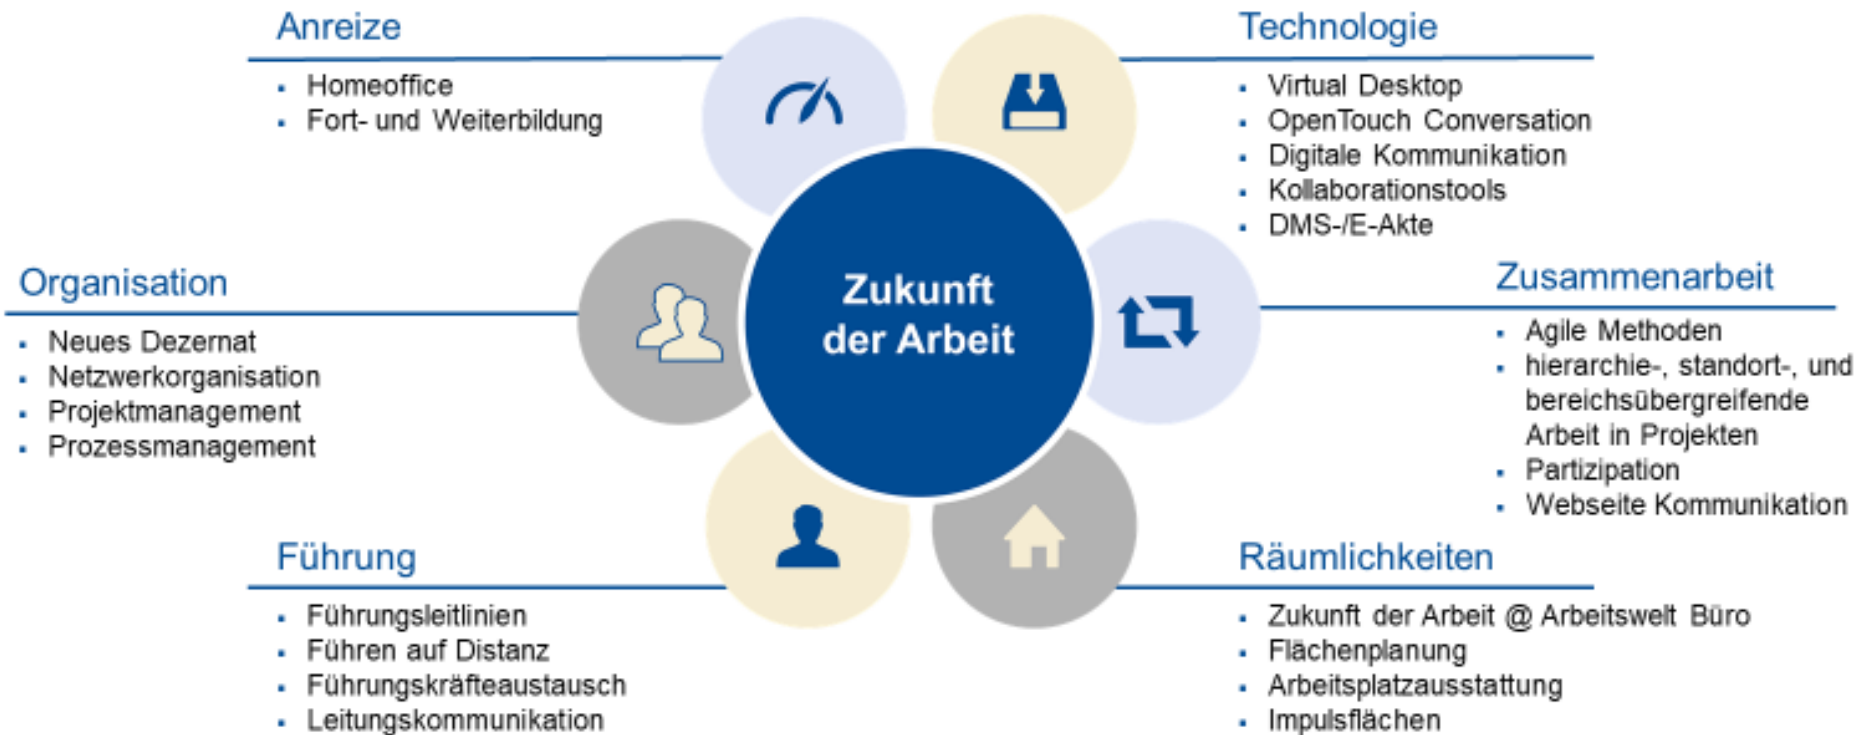 Anreize
Homeoffice
Fort- und Weiterbildung
Technologie
Virtual Desktop
OpenTouch Conversation
Digitale Kommunikation
Kollaborationstools
DMS-/E-Akte
Organisation
Neues Dezernat
Netzwerkorganisation
Projektmanagement
Prozessmanagement
Zukunft
der Arbeit
Zusammenarbeit
Agile Methoden
hierarchie-, standort-, und
bereichsübergreifende
Arbeit in Projekten
Partizipation
Webseite Kommunikation
Führung
Führungsleitlinien
Führen auf Distanz
Führungskräfteaustausch
Leitungskommunikation
Räumlichkeiten
Zukunft der Arbeit @ Arbeitswelt Büro
Flächenplanung
Arbeitsplatzausstattung
Impulsflächen